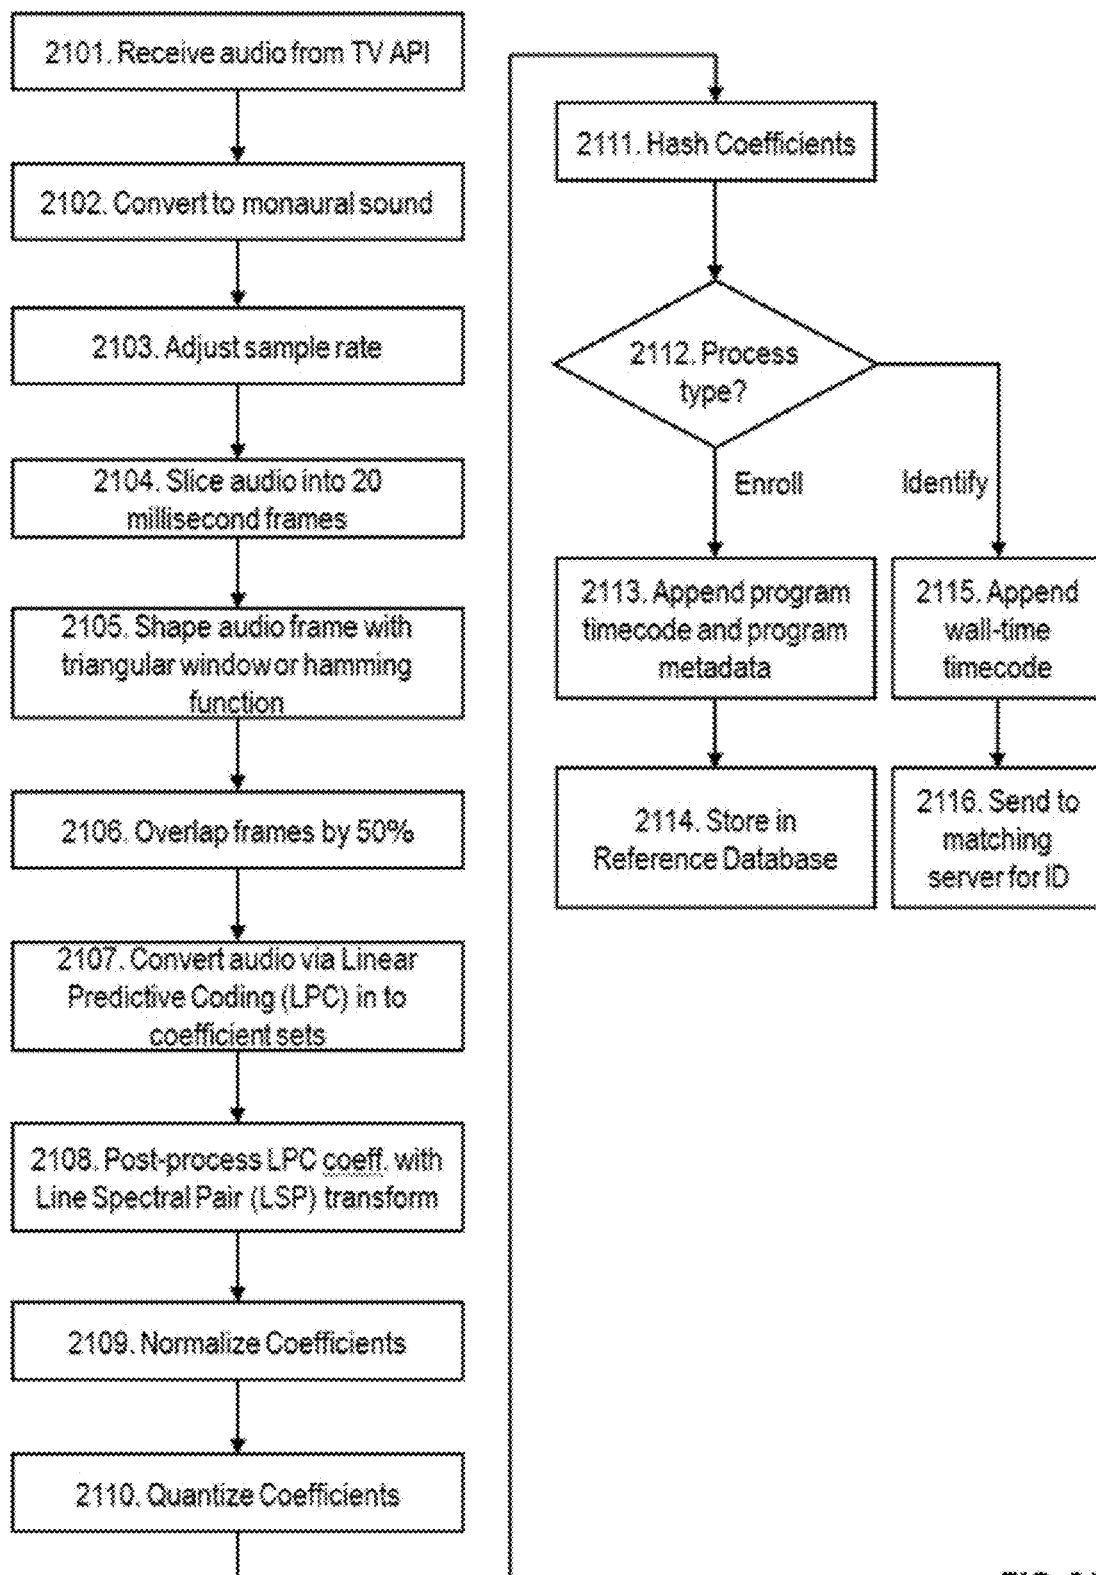 2101. Receive audio from TV API
2102. Convert to monaural sound
2103. Adjust sample rate
2104. Slice audio into 20
millisecond frames
2105. Shape audio frame with
triangular window or hamming
function
2106. Overlap frames by 50%
2107. Convert audio via Linear
Predictive Coding (LPC) in to
coefficient sets
2108. Post-process LPC coeff. with
Line Spectral Pair (LSP) transform
2109. Normalize Coefficients
2110. Quantize Coefficients
2111. Hash Coefficients
2112. Process
type?
Enroll
Identify
2113. Append program
timecode and program
metadata
2115. Append
wall-time
timecode
2114. Store in
Reference Database
2116. Send to
matching
server for ID